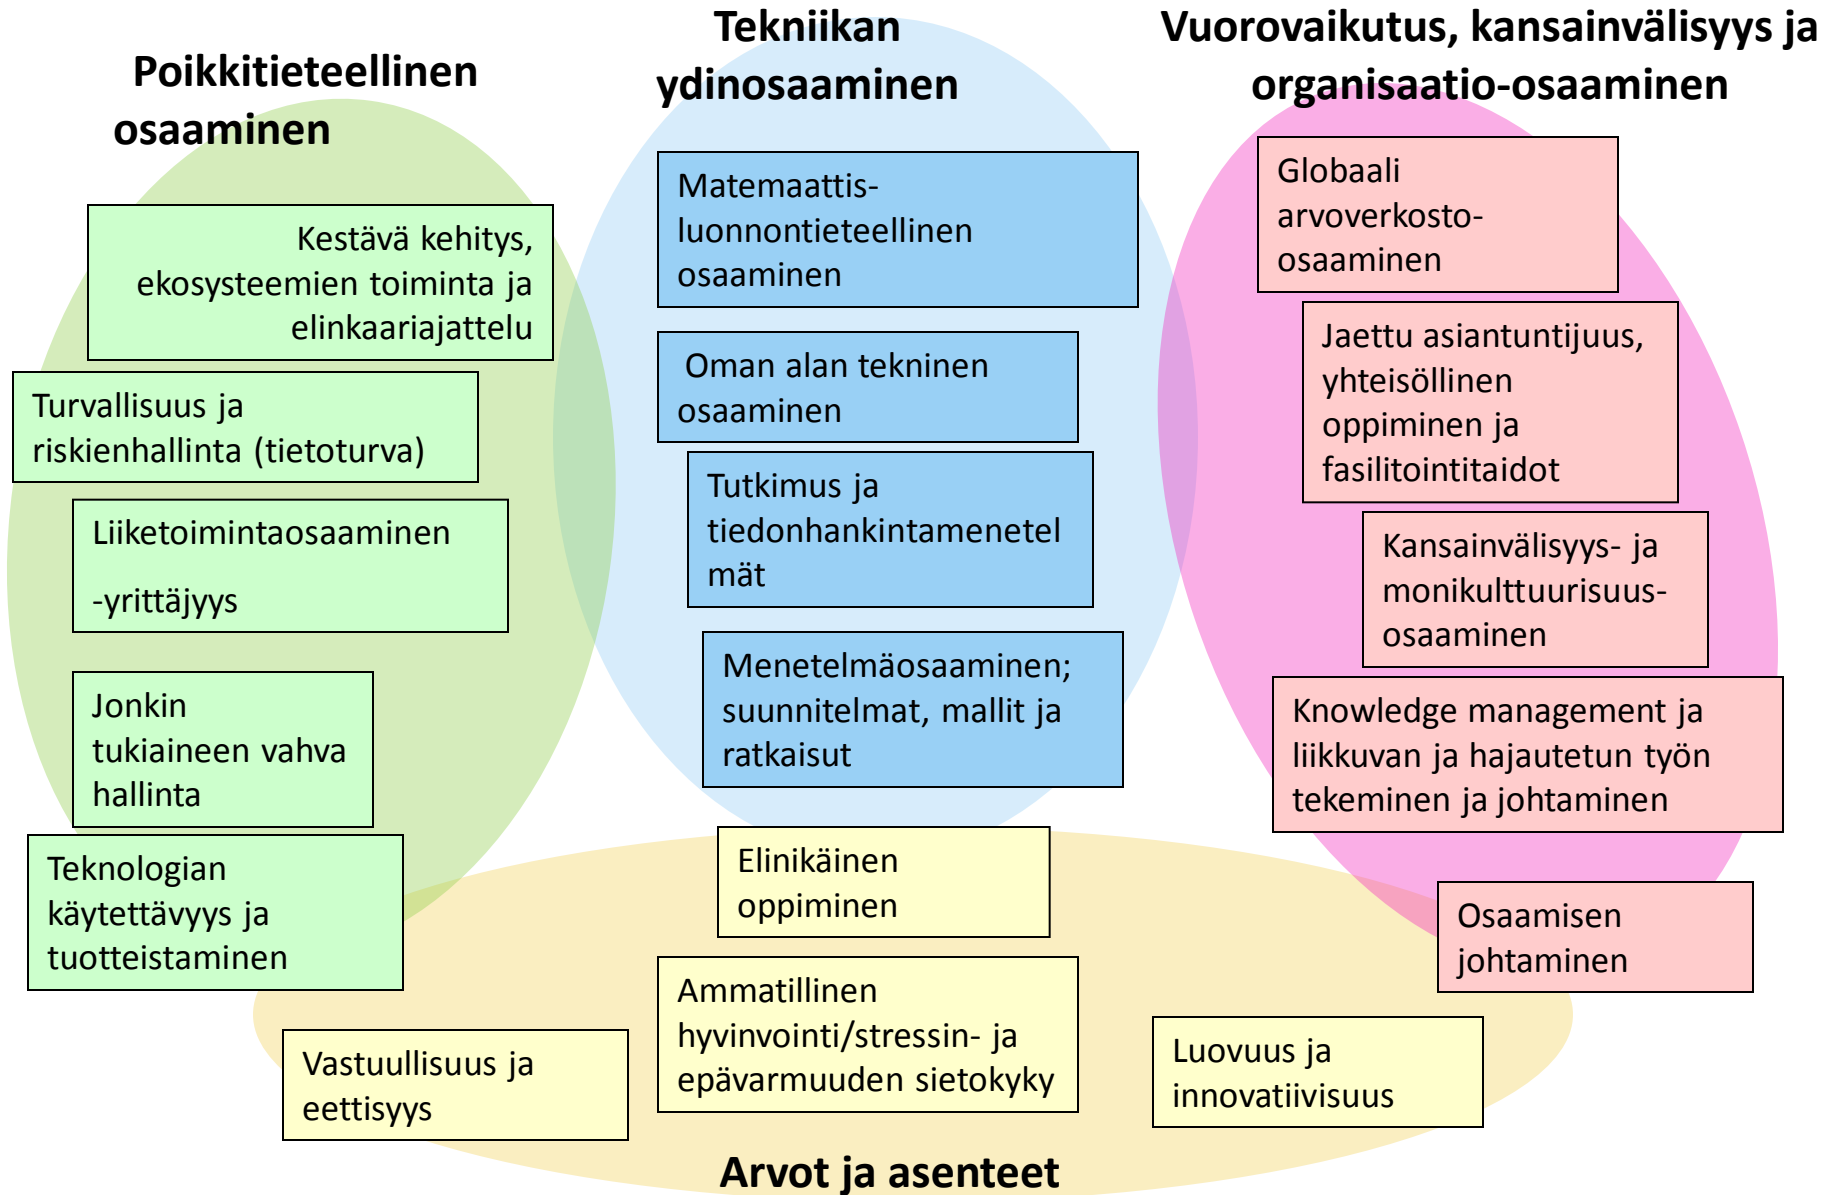 Poikkitieteellinen
osaaminen
Kestävä kehitys,
ekosysteemien toiminta ja
elinkaariajattelu
Turvallisuus ja
riskienhallinta (tietoturva)
Liiketoimintaosaaminen
-yrittäjyys
Jonkin
tukiaineen vahva
hallinta
Teknologian
käytettävyys ja
tuotteistaminen
Tekniikan
ydinosaaminen
Matemaattis-
luonnontieteellinen
osaaminen
Oman alan tekninen
osaaminen
Tutkimus ja
tiedonhankintamenetel
mät
Menetelmäosaaminen;
suunnitelmat, mallit ja
ratkaisut
Vuorovaikutus, kansainvälisyys ja
organisaatio-osaaminen
Globaali
arvoverkosto-
osaaminen
Jaettu asiantuntijuus,
yhteisöllinen
oppiminen ja
fasilitointitaidot
Kansainvälisyys- ja
monikulttuurisuus-
osaaminen
Knowledge management ja
liikkuvan ja hajautetun työn
tekeminen ja johtaminen
Osaamisen
johtaminen
Elinikäinen
oppiminen
Vastuullisuus ja
eettisyys
Ammatillinen
hyvinvointi/stressin- ja
epävarmuuden sietokyky
Luovuus ja
innovatiivisuus
Arvot ja asenteet